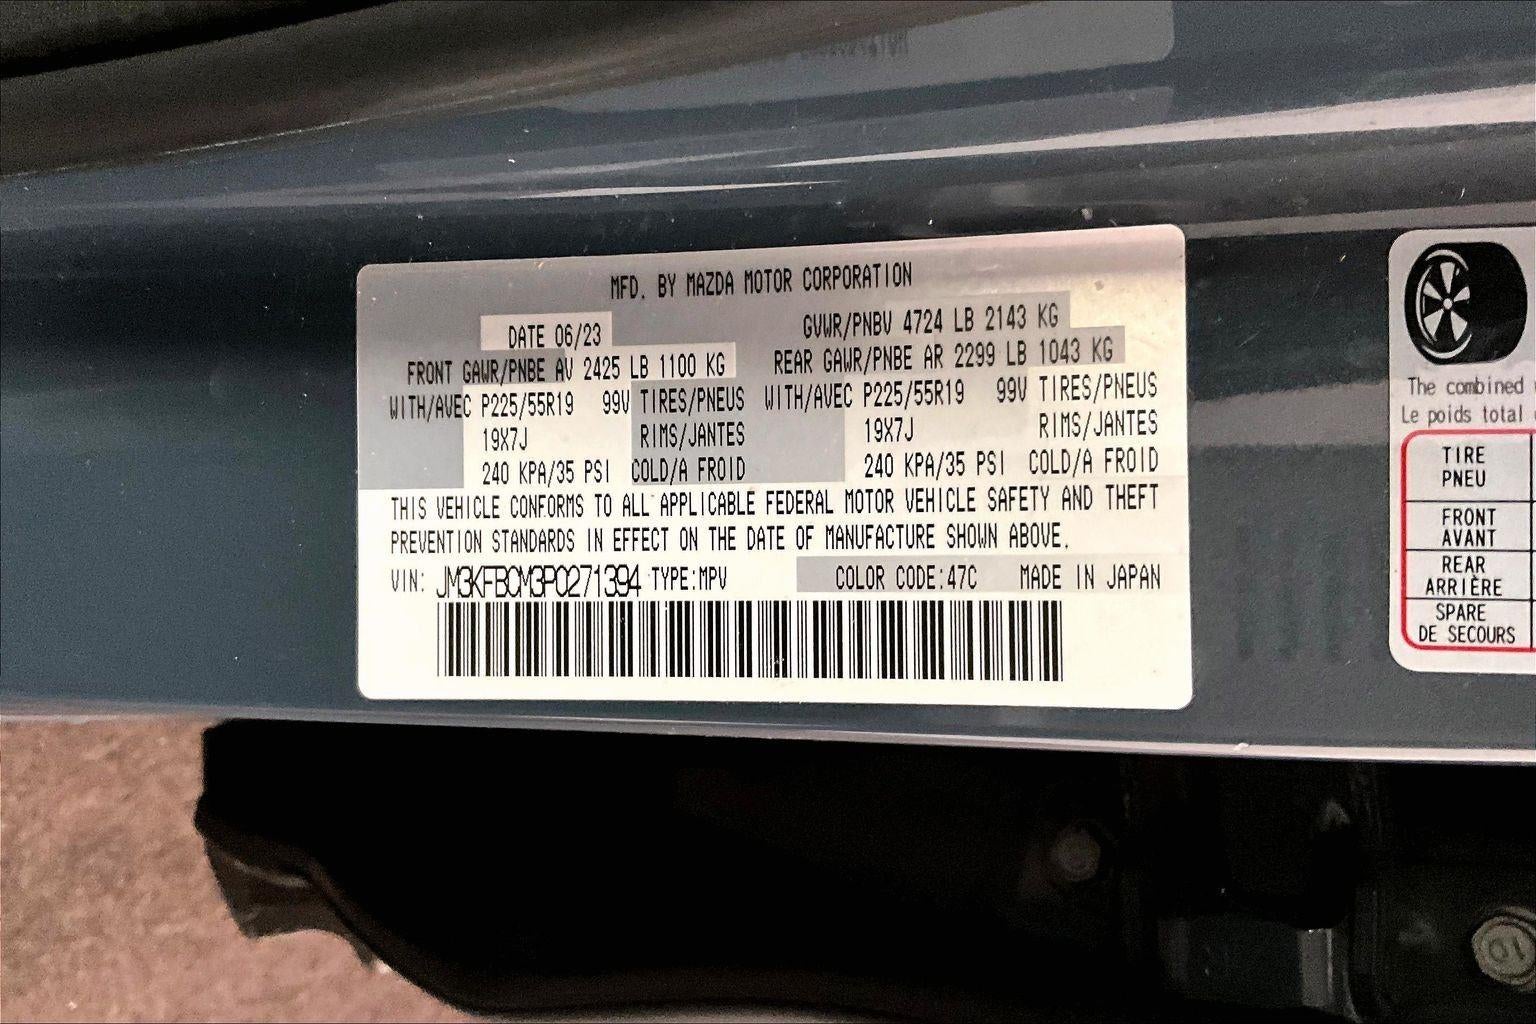 MFD. BY MAZDA MOTOR CORPORATION
DATE 06/23 GVWR/PNBV 4724 LB 2143 KG
FRONT GAWR/PNBE AV 2425 LB 1100 KG REAR GAWR/PNBE AR 2299 LB 1043 KG
WITH/AVEC P225/55R19 99V TIRES/PNEUS WITH/AVEC P225/55R19 99V TIRES/PNEUS
19X7J RIMS/JANTES 19X7J RIMS/JANTES
240 KPA/35 PSI COLD/A FROID 240 KPA/35 PSI COLD/A FROID
THIS VEHICLE CONFORMS TO ALL APPLICABLE FEDERAL MOTOR VEHICLE SAFETY AND THEFT
PREVENTION STANDARDS IN EFFECT ON THE DATE OF MANUFACTURE SHOWN ABOVE.
VIN: JM3KFBCM3P0271394 TYPE:MPV COLOR CODE:47C MADE IN JAPAN
The combined
Le poids total
TIRE
PNEU
FRONT
AVANT
REAR
ARRIÈRE
SPARE
DE SECOURS